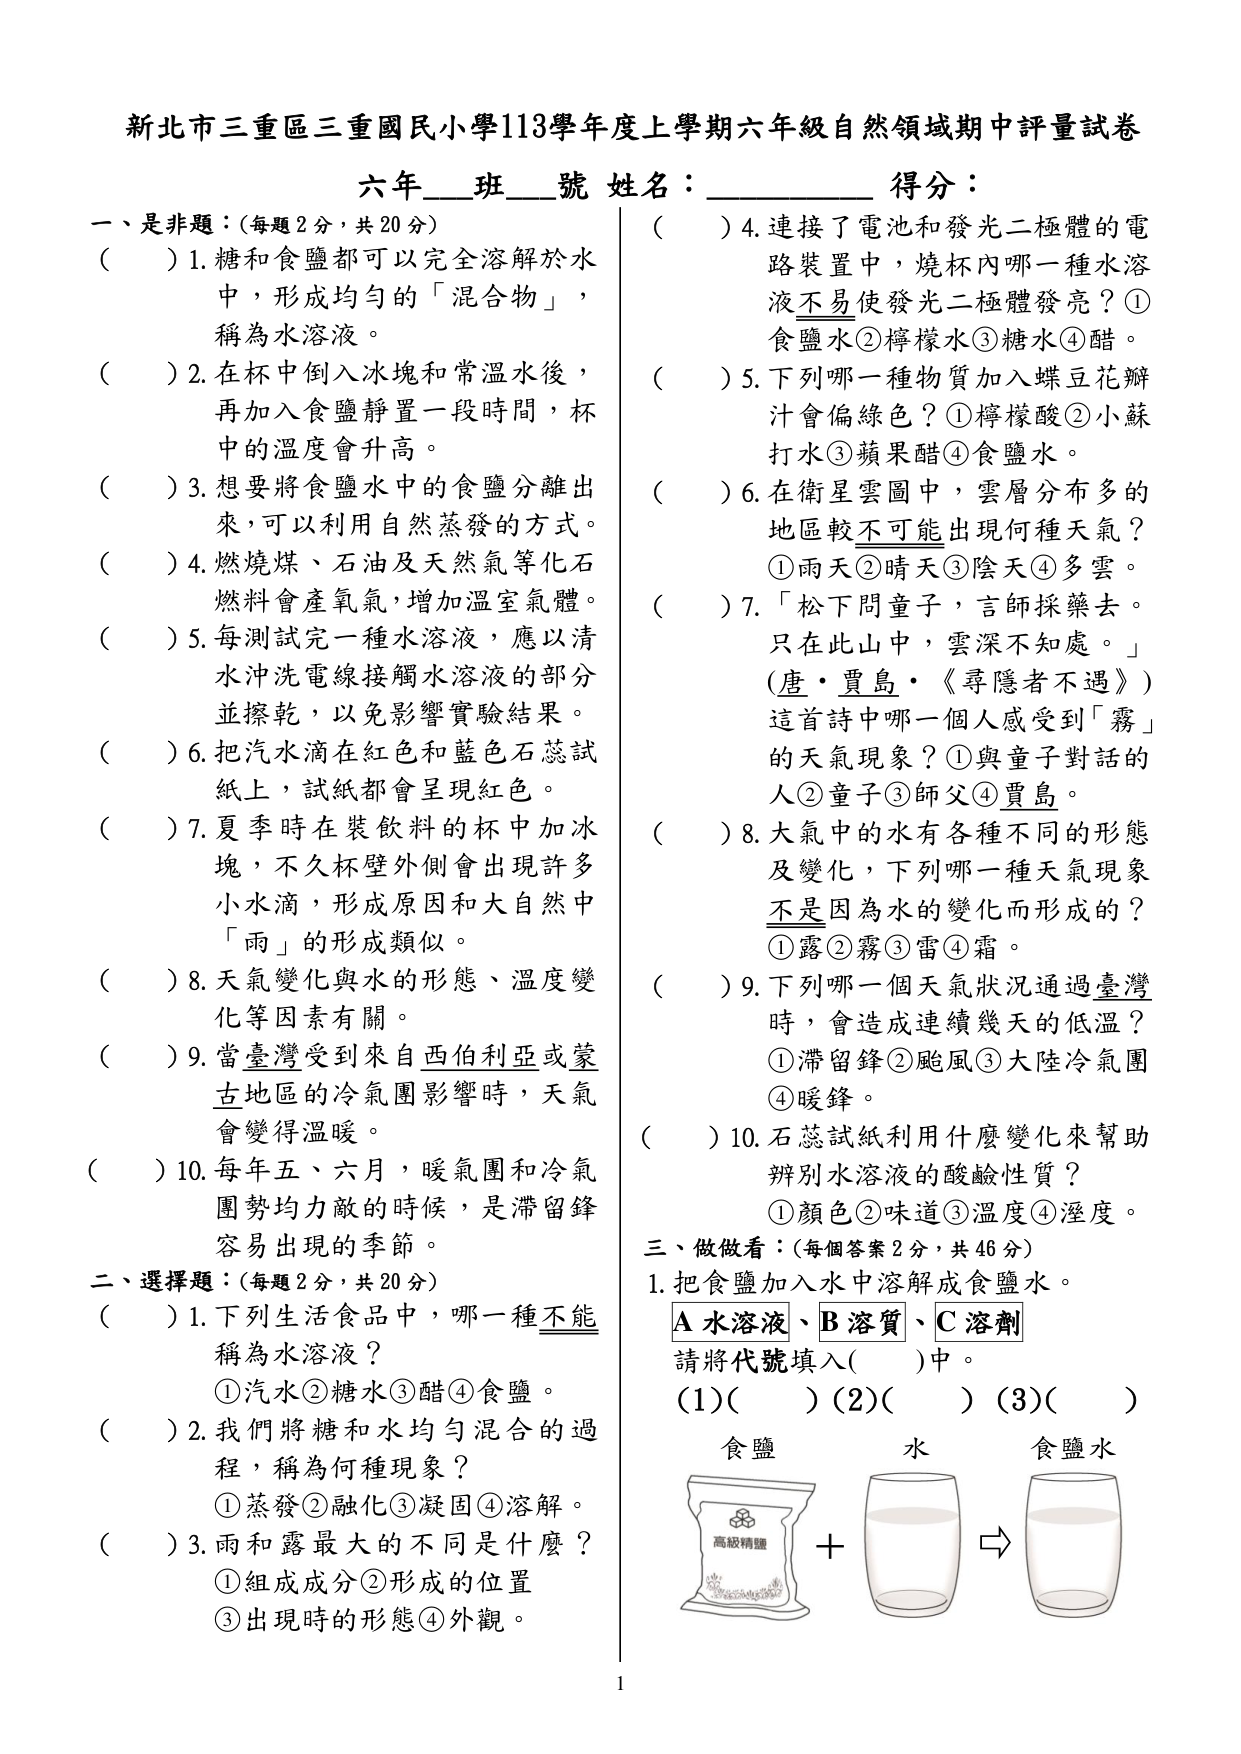 新北市三重區三重國民小學113學年度上學期六年級自然領域期中評量試卷
六年___班___號 姓名：__________ 得分：
一、是非題：(每題2分，共20分)
(　　)1.糖和食鹽都可以完全溶解於水
中，形成均勻的「混合物」，
稱為水溶液。
(　　)2.在杯中倒入冰塊和常溫水後，
再加入食鹽靜置一段時間，杯
中的溫度會升高。
(　　)3.想要將食鹽水中的食鹽分離出
來，可以利用自然蒸發的方式。
(　　)4.燃燒煤、石油及天然氣等化石
燃料會產氧氣，增加溫室氣體。
(　　)5.每測試完一種水溶液，應以清
水沖洗電線接觸水溶液的部分
並擦乾，以免影響實驗結果。
(　　)6.把汽水滴在紅色和藍色石蕊試
紙上，試紙都會呈現紅色。
(　　)7.夏季時在裝飲料的杯中加冰
塊，不久杯壁外側會出現許多
小水滴，形成原因和大自然中
「雨」的形成類似。
(　　)8.天氣變化與水的形態、溫度變
化等因素有關。
(　　)9.當臺灣受到來自西伯利亞或蒙
古地區的冷氣團影響時，天氣
會變得溫暖。
(　　)10.每年五、六月，暖氣團和冷氣
團勢均力敵的時候，是滯留鋒
容易出現的季節。
二、選擇題：(每題2分，共20分)
(　　)1.下列生活食品中，哪一種不能
稱為水溶液？
①汽水②糖水③醋④食鹽。
(　　)2.我們將糖和水均勻混合的過
程，稱為何種現象？
①蒸發②融化③凝固④溶解。
(　　)3.雨和露最大的不同是什麼？
①組成成分②形成的位置
③出現時的形態④外觀。
(　　)4.連接了電池和發光二極體的電
路裝置中，燒杯內哪一種水溶
液不易使發光二極體發亮？①
食鹽水②檸檬水③糖水④醋。
(　　)5.下列哪一種物質加入蝶豆花瓣
汁會偏綠色？①檸檬酸②小蘇
打水③蘋果醋④食鹽水。
(　　)6.在衛星雲圖中，雲層分布多的
地區較不可能出現何種天氣？
①雨天②晴天③陰天④多雲。
(　　)7.「松下問童子，言師採藥去。
只在此山中，雲深不知處。」
(唐・賈島・《尋隱者不遇》)
這首詩中哪一個人感受到「霧」
的天氣現象？①與童子對話的
人②童子③師父④賈島。
(　　)8.大氣中的水有各種不同的形態
及變化，下列哪一種天氣現象
不是因為水的變化而形成的？
①露②霧③雷④霜。
(　　)9.下列哪一個天氣狀況通過臺灣
時，會造成連續幾天的低溫？
①滯留鋒②颱風③大陸冷氣團
④暖鋒。
(　　)10.石蕊試紙利用什麼變化來幫助
辨別水溶液的酸鹼性質？
①顏色②味道③溫度④溼度。
三、做做看：(每個答案2分，共46分)
1.把食鹽加入水中溶解成食鹽水。
A 水溶液、B 溶質、C 溶劑
請將代號填入(　　)中。
(1)(　　) (2)(　　) (3)(　　)
食鹽　水　食鹽水
高級精鹽
＋ ⇨
1